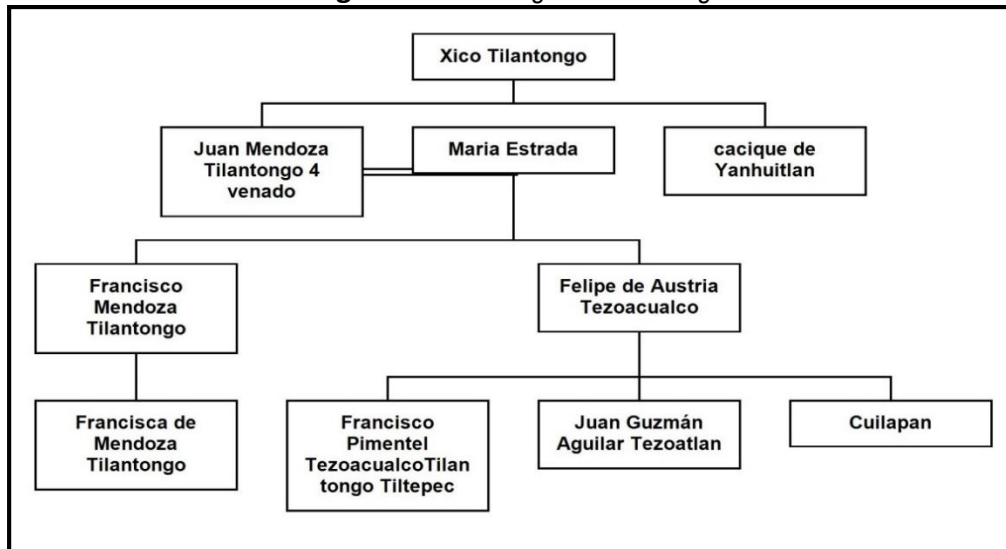 Xico Tilantongo
Juan Mendoza
Tilantongo 4
venado
Maria Estrada
cacique de
Yanhuitlan
Francisco
Mendoza
Tilantongo
Felipe de Austria
Tezoacualco
Francisca de
Mendoza
Tilantongo
Francisco
Pimentel
TezoacualcoTilan
tongo Tiltepec
Juan Guzmán
Aguilar Tezoatlan
Cuilapan